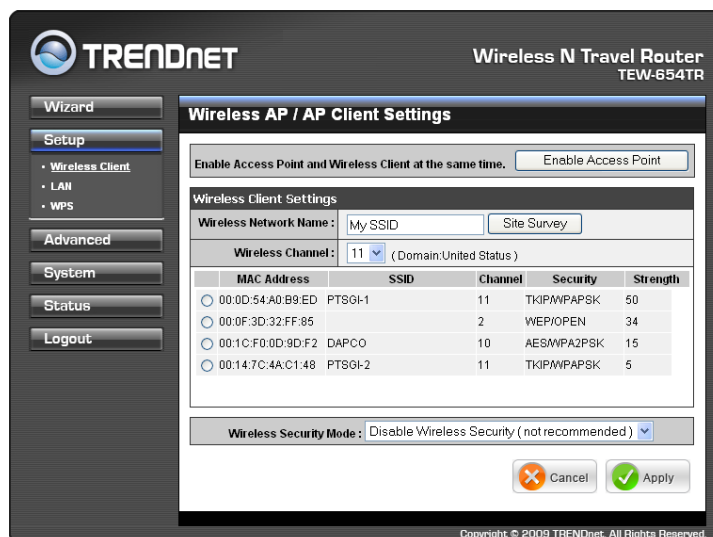 TRENDNET
Wireless N Travel Router
TEW-654TR
Wizard
Setup
• Wireless Client
• LAN
• WPS
Advanced
System
Status
Logout
Wireless AP / AP Client Settings
Enable Access Point and Wireless Client at the same time. Enable Access Point
Wireless Client Settings
Wireless Network Name : My SSID Site Survey
Wireless Channel : 11 ( Domain:United Status )
MAC Address SSID Channel Security Strength
00:0D:54:A0:B9:ED PTSGI-1 11 TKIP/WPAPSK 50
00:0F:3D:32:FF:85 2 WEP/OPEN 34
00:1C:F0:0D:9D:F2 DAPCO 10 AES/WPA2PSK 15
00:14:7C:4A:C1:48 PTSGI-2 11 TKIP/WPAPSK 5
Wireless Security Mode : Disable Wireless Security ( not recommended )
Cancel Apply
Copyright © 2009 TRENDnet. All Rights Reserved.